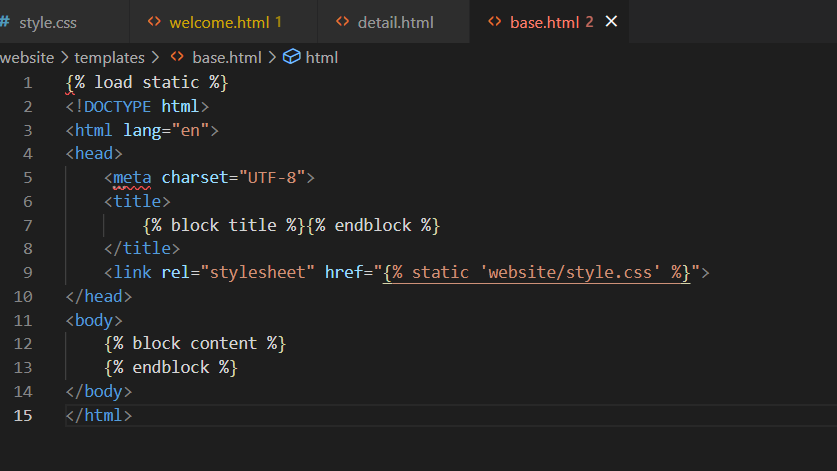 # style.css <> welcome.html 1 <> detail.html <> base.html 2 ×
website > templates > <> base.html > html
1 {% load static %}
2 <!DOCTYPE html>
3 <html lang="en">
4 <head>
5     <meta charset="UTF-8">
6     <title>
7         {% block title %}{% endblock %}
8     </title>
9     <link rel="stylesheet" href="{% static 'website/style.css' %}">
10 </head>
11 <body>
12     {% block content %}
13     {% endblock %}
14 </body>
15 </html>